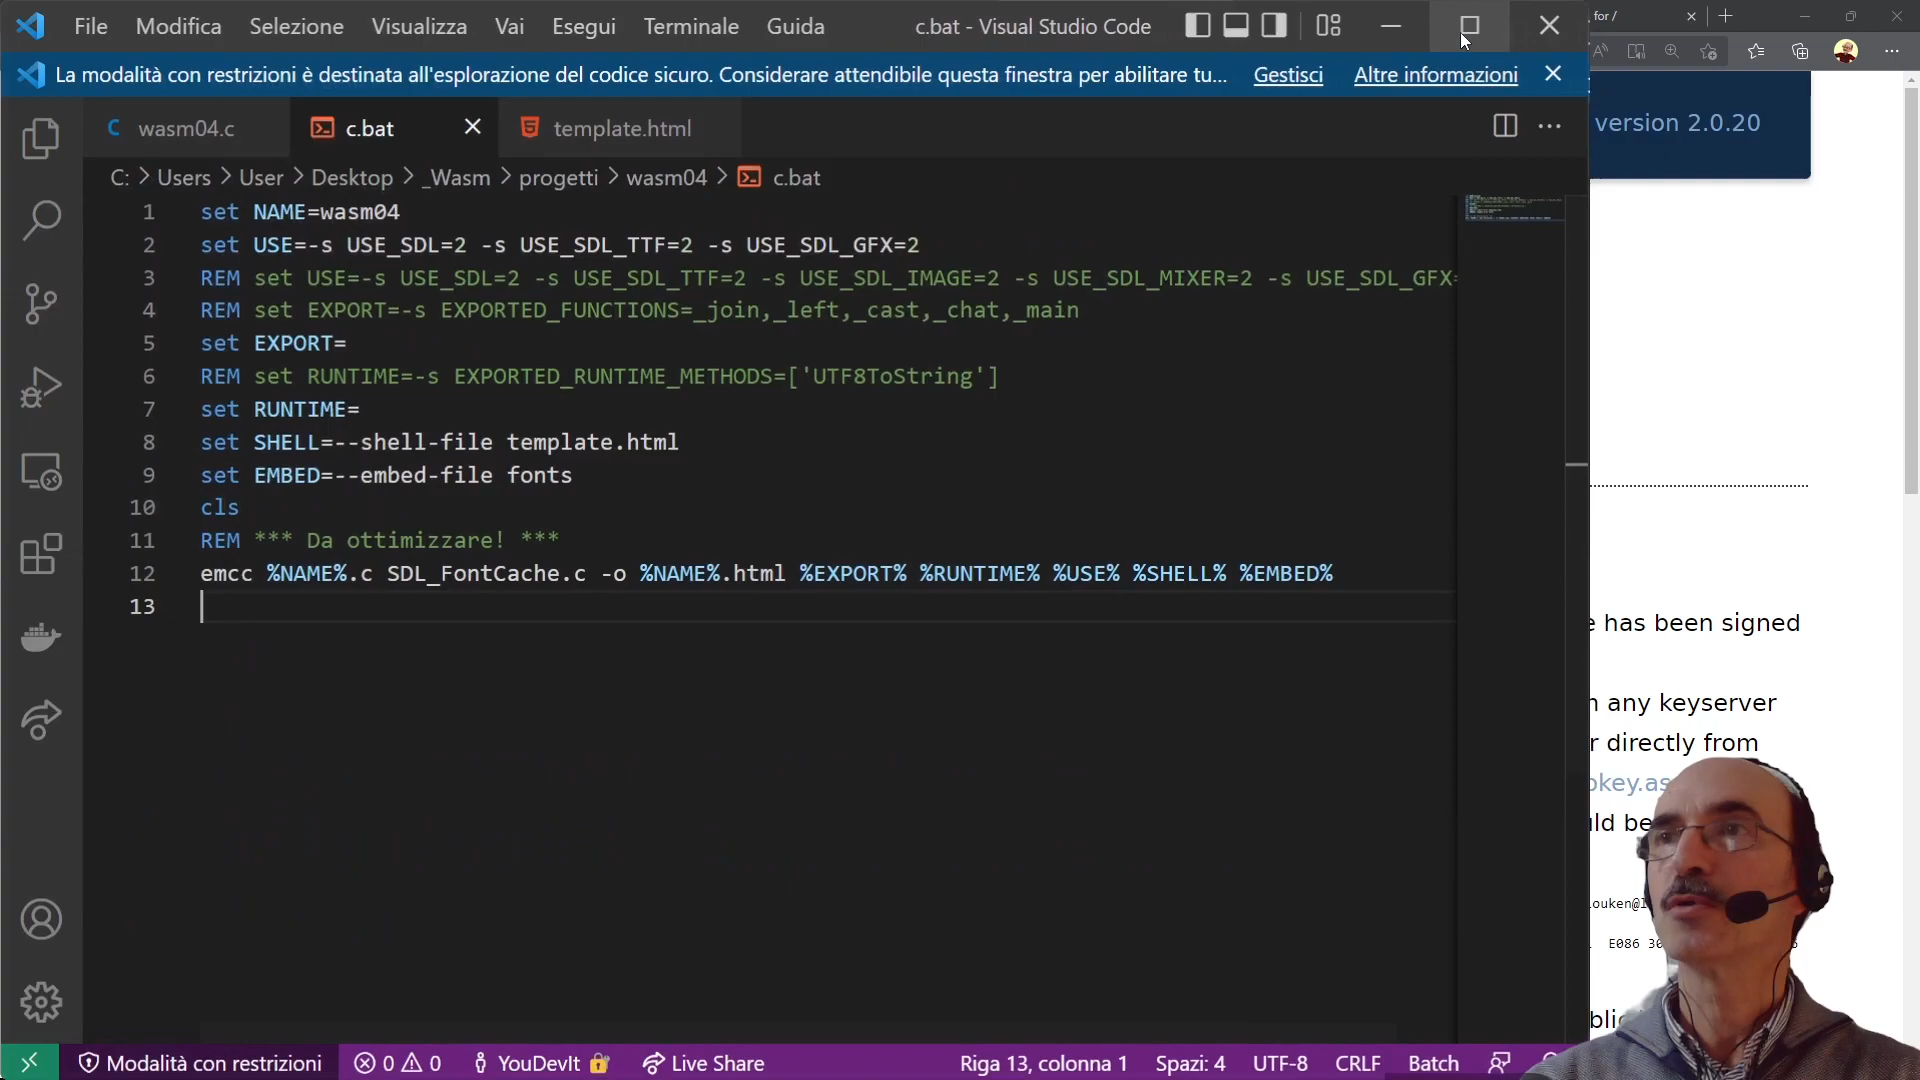 File Modifica Selezione Visualizza Vai Esegui Terminale Guida c.bat - Visual Studio Code
for /
La modalità con restrizioni è destinata all'esplorazione del codice sicuro. Considerare attendibile questa finestra per abilitare tu... Gestisci Altre informazioni
wasm04.c c.bat template.html
version 2.0.20
C: > Users > User > Desktop > _Wasm > progetti > wasm04 > c.bat
1 set NAME=wasm04
2 set USE=-s USE_SDL=2 -s USE_SDL_TTF=2 -s USE_SDL_GFX=2
3 REM set USE=-s USE_SDL=2 -s USE_SDL_TTF=2 -s USE_SDL_IMAGE=2 -s USE_SDL_MIXER=2 -s USE_SDL_GFX=
4 REM set EXPORT=-s EXPORTED_FUNCTIONS=_join,_left,_cast,_chat,_main
5 set EXPORT=
6 REM set RUNTIME=-s EXPORTED_RUNTIME_METHODS=['UTF8ToString']
7 set RUNTIME=
8 set SHELL=--shell-file template.html
9 set EMBED=--embed-file fonts
10 cls
11 REM *** Da ottimizzare! ***
12 emcc %NAME%.c SDL_FontCache.c -o %NAME%.html %EXPORT% %RUNTIME% %USE% %SHELL% %EMBED%
13
has been signed
any keyserver
directly from
Modalità con restrizioni 0 0 YouDevIt Live Share Riga 13, colonna 1 Spazi: 4 UTF-8 CRLF Batch